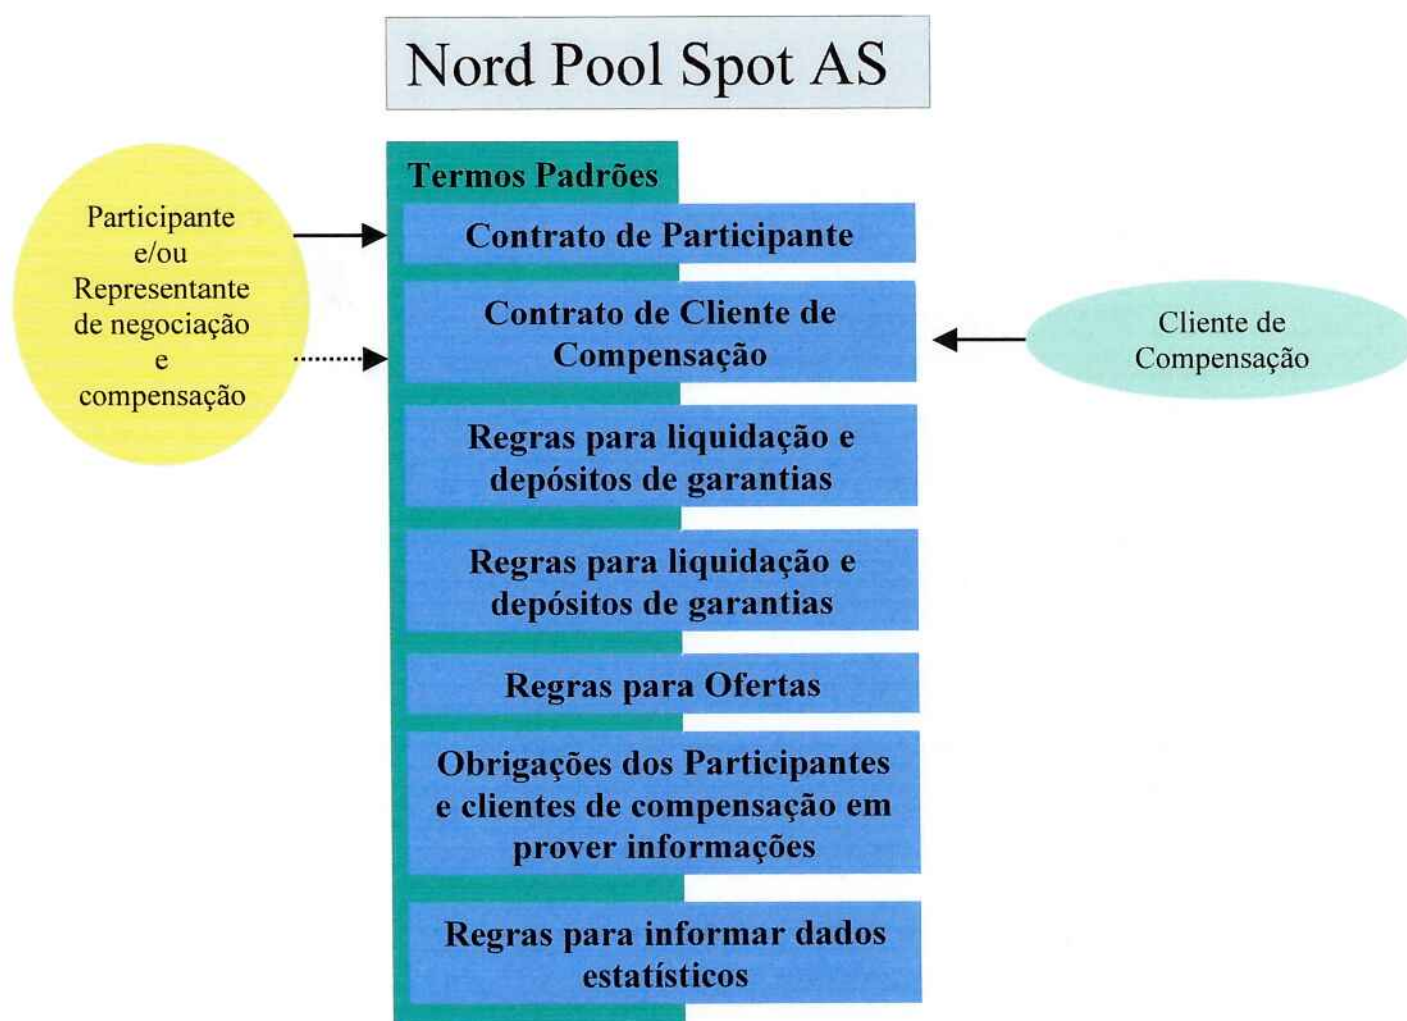 Nord Pool Spot AS
Participante
e/ou
Representante
de negociação
e
compensação
Termos Padrões
Contrato de Participante
Contrato de Cliente de
Compensação
Cliente de
Compensação
Regras para liquidação e
depósitos de garantias
Regras para liquidação e
depósitos de garantias
Regras para Ofertas
Obrigações dos Participantes
e clientes de compensação em
prover informações
Regras para informar dados
estatísticos